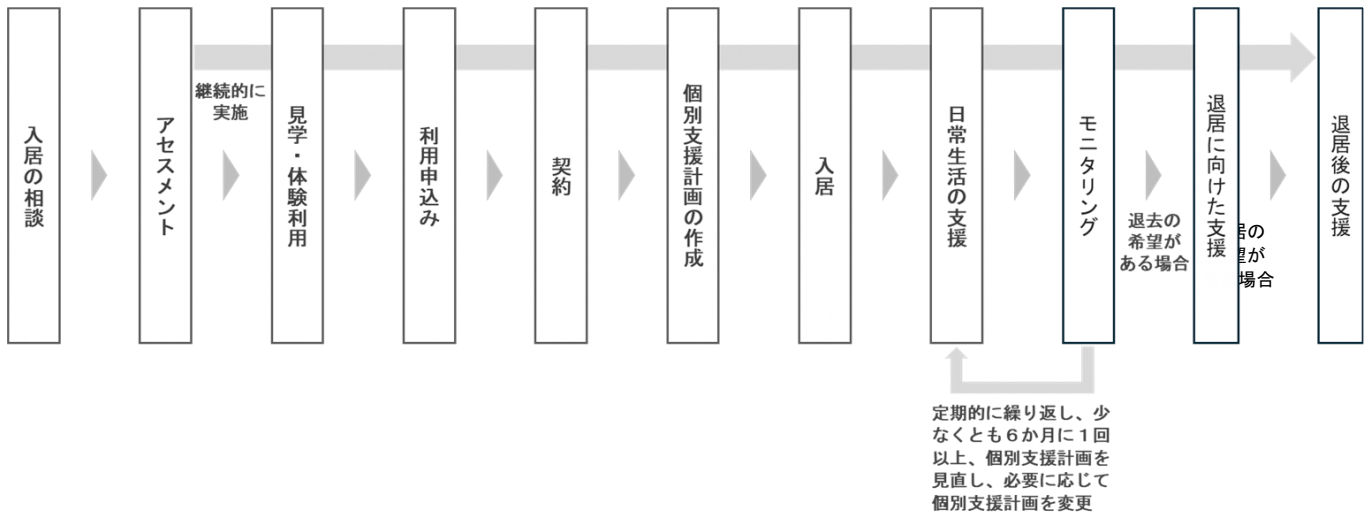 入居の相談
アセスメント
継続的に
実施
見学・体験利用
利用申込み
契約
個別支援計画の作成
入居
日常生活の支援
モニタリング
退去の
希望が
ある場合
退居に向けた支援
居の
望が
場合
退居後の支援
定期的に繰り返し、少
なくとも６か月に１回
以上、個別支援計画を
見直し、必要に応じて
個別支援計画を変更